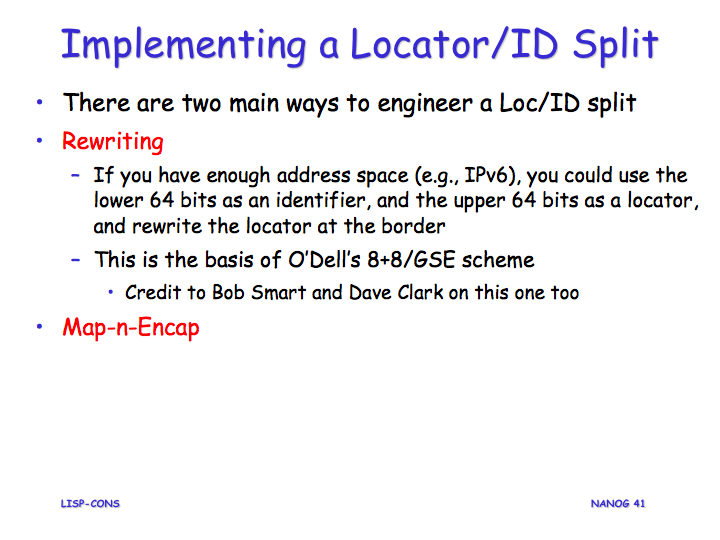 Implementing a Locator/ID Split
• There are two main ways to engineer a Loc/ID split
• Rewriting
– If you have enough address space (e.g., IPv6), you could use the
lower 64 bits as an identifier, and the upper 64 bits as a locator,
and rewrite the locator at the border
– This is the basis of O'Dell's 8+8/GSE scheme
• Credit to Bob Smart and Dave Clark on this one too
• Map-n-Encap
LISP-CONS
NANOG 41